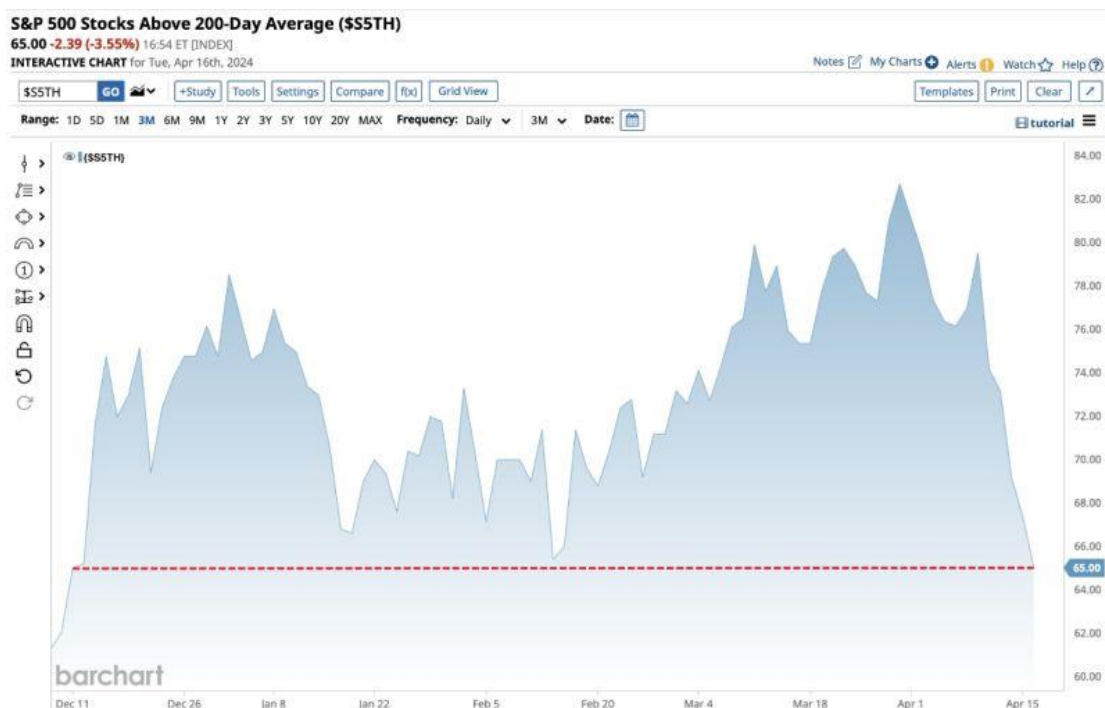 S&P 500 Stocks Above 200-Day Average ($S5TH)
65.00 -2.39 (-3.55%) 16:54 ET [INDEX]
INTERACTIVE CHART for Tue, Apr 16th, 2024
Notes My Charts Alerts Watch Help
$S5TH GO +Study Tools Settings Compare f(x) Grid View Templates Print Clear
Range: 1D 5D 1M 3M 6M 9M 1Y 2Y 3Y 5Y 10Y 20Y MAX Frequency: Daily 3M Date: tutorial
($S5TH)
84.00
82.00
80.00
78.00
76.00
74.00
72.00
70.00
68.00
66.00
65.00
64.00
62.00
60.00
barchart
Dec 11 Dec 26 Jan 8 Jan 22 Feb 5 Feb 20 Mar 4 Mar 18 Apr 1 Apr 15